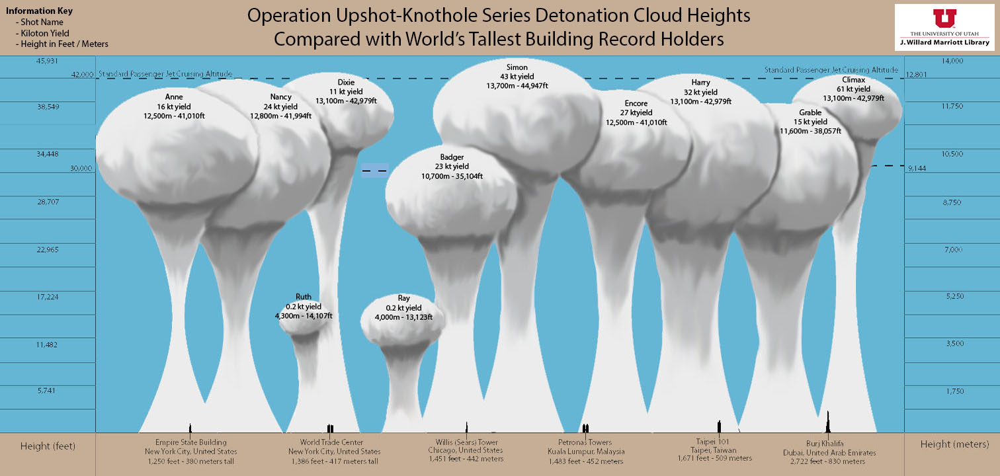 Information Key
- Shot Name
- Kiloton Yield
- Height in Feet / Meters
Operation Upshot-Knothole Series Detonation Cloud Heights
Compared with World's Tallest Building Record Holders
U
THE UNIVERSITY OF UTAH
J. Willard Marriott Library
45,931
42,000
38,549
34,448
30,000
28,707
22,965
17,224
11,482
5,741
Height (feet)
Standard Passenger Jet Cruising Altitude
Standard Passenger Jet Cruising Altitude
Anne
16 kt yield
12,500m - 41,010ft
Nancy
24 kt yield
12,800m - 41,994ft
Dixie
11 kt yield
13,100m - 42,979ft
Ruth
0.2 kt yield
4,300m - 14,107ft
Ray
0.2 kt yield
4,000m - 13,123ft
Badger
23 kt yield
10,700m - 35,104ft
Simon
43 kt yield
13,700m - 44,947ft
Encore
27 ktyield
12,500m - 41,010ft
Harry
32 kt yield
13,100m - 42,979ft
Grable
15 kt yield
11,600m - 38,057ft
Climax
61 kt yield
13,100m - 42,979ft
14,000
12,801
11,750
10,500
9,144
8,750
7,000
5,250
3,500
1,750
Height (meters)
Empire State Building
New York City, United States
1,250 feet - 380 meters tall
World Trade Center
New York City, United States
1,386 feet - 417 meters tall
Willis (Sears) Tower
Chicago, United States
1,451 feet - 442 meters
Petronas Towers
Kuala Lumpur, Malaysia
1,483 feet - 452 meters
Taipei 101
Taipei, Taiwan
1,671 feet - 509 meters
Burj Khalifa
Dubai, United Arab Emirates
2,722 feet - 830 meters